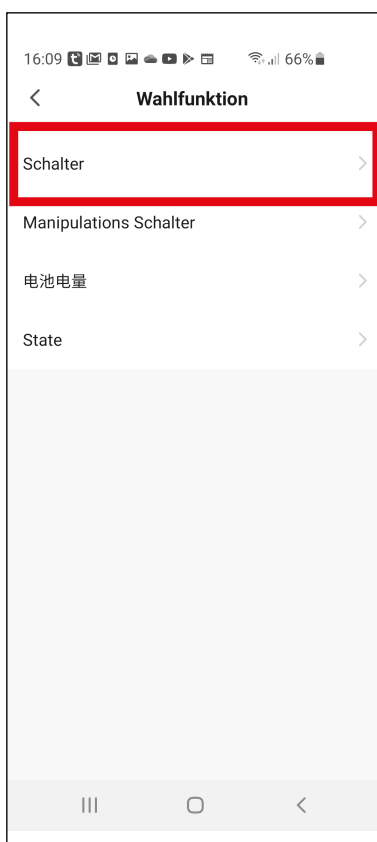 16:09 66%
Wahlfunktion
Schalter
Manipulations Schalter
电池电量
State